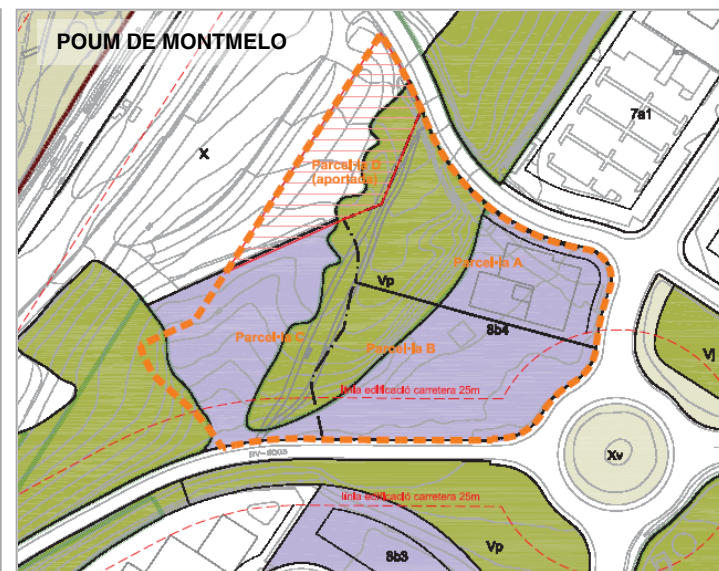 POUM DE MONTMELO
7a1
X
Parcel·la D
(aportada)
Parcel·la A
Vp
8b4
Parcel·la C
Parcel·la B
Vj
línia edificació carretera 25m
Xv
línia edificació carretera 25m
8b3
Vp